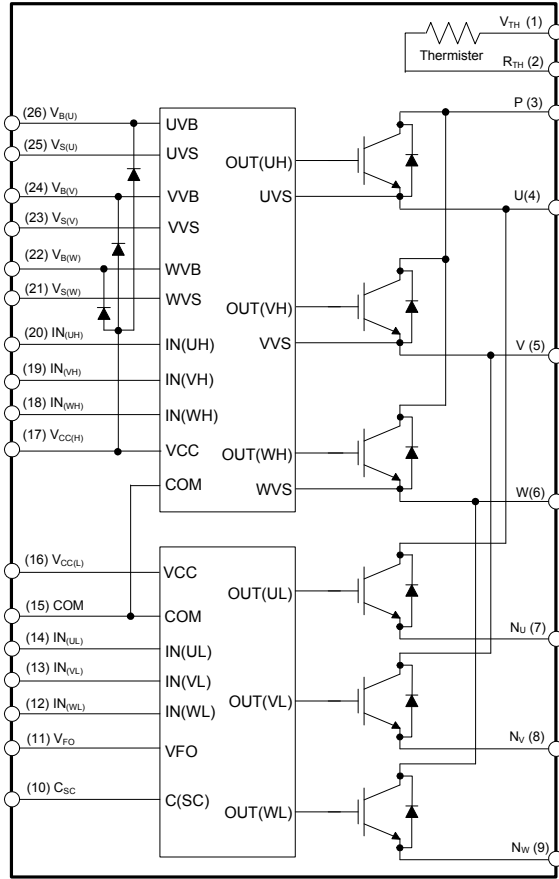 V_TH (1)
Thermister
R_TH (2)
P (3)
(26) V_B(U)
UVB
(25) V_S(U)
UVS
OUT(UH)
(24) V_B(V)
VVB
UVS
U(4)
(23) V_S(V)
VVS
(22) V_B(W)
WVB
(21) V_S(W)
WVS
OUT(VH)
(20) IN_(UH)
IN(UH)
VVS
V (5)
(19) IN_(VH)
IN(VH)
(18) IN_(WH)
IN(WH)
(17) V_CC(H)
VCC
OUT(WH)
COM
WVS
W(6)
(16) V_CC(L)
VCC
OUT(UL)
(15) COM
COM
(14) IN_(UL)
IN(UL)
N_U (7)
(13) IN_(VL)
IN(VL)
(12) IN_(WL)
IN(WL)
OUT(VL)
(11) V_FO
VFO
N_V (8)
(10) C_SC
C(SC)
OUT(WL)
N_W (9)